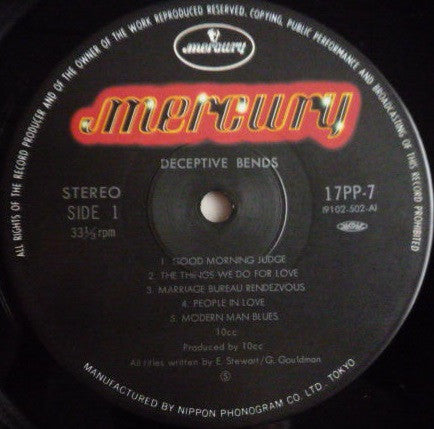 ALL RIGHTS OF THE RECORD PRODUCER AND OF THE OWNER OF THE WORK REPRODUCED RESERVED, COPYING, PUBLIC PERFORMANCE AND BROADCASTING OF THIS RECORD PROHIBITED
mercury
mercury
DECEPTIVE BENDS
STEREO
SIDE 1
33⅓rpm
17PP-7
(9102-502-A)
1. GOOD MORNING JUDGE
2. THE THINGS WE DO FOR LOVE
3. MARRIAGE BUREAU RENDEZVOUS
4. PEOPLE IN LOVE
5. MODERN MAN BLUES
10cc
Produced by 10cc
All titles written by E. Stewart/G. Gouldman
Ⓢ
MANUFACTURED BY NIPPON PHONOGRAM CO., LTD., TOKYO